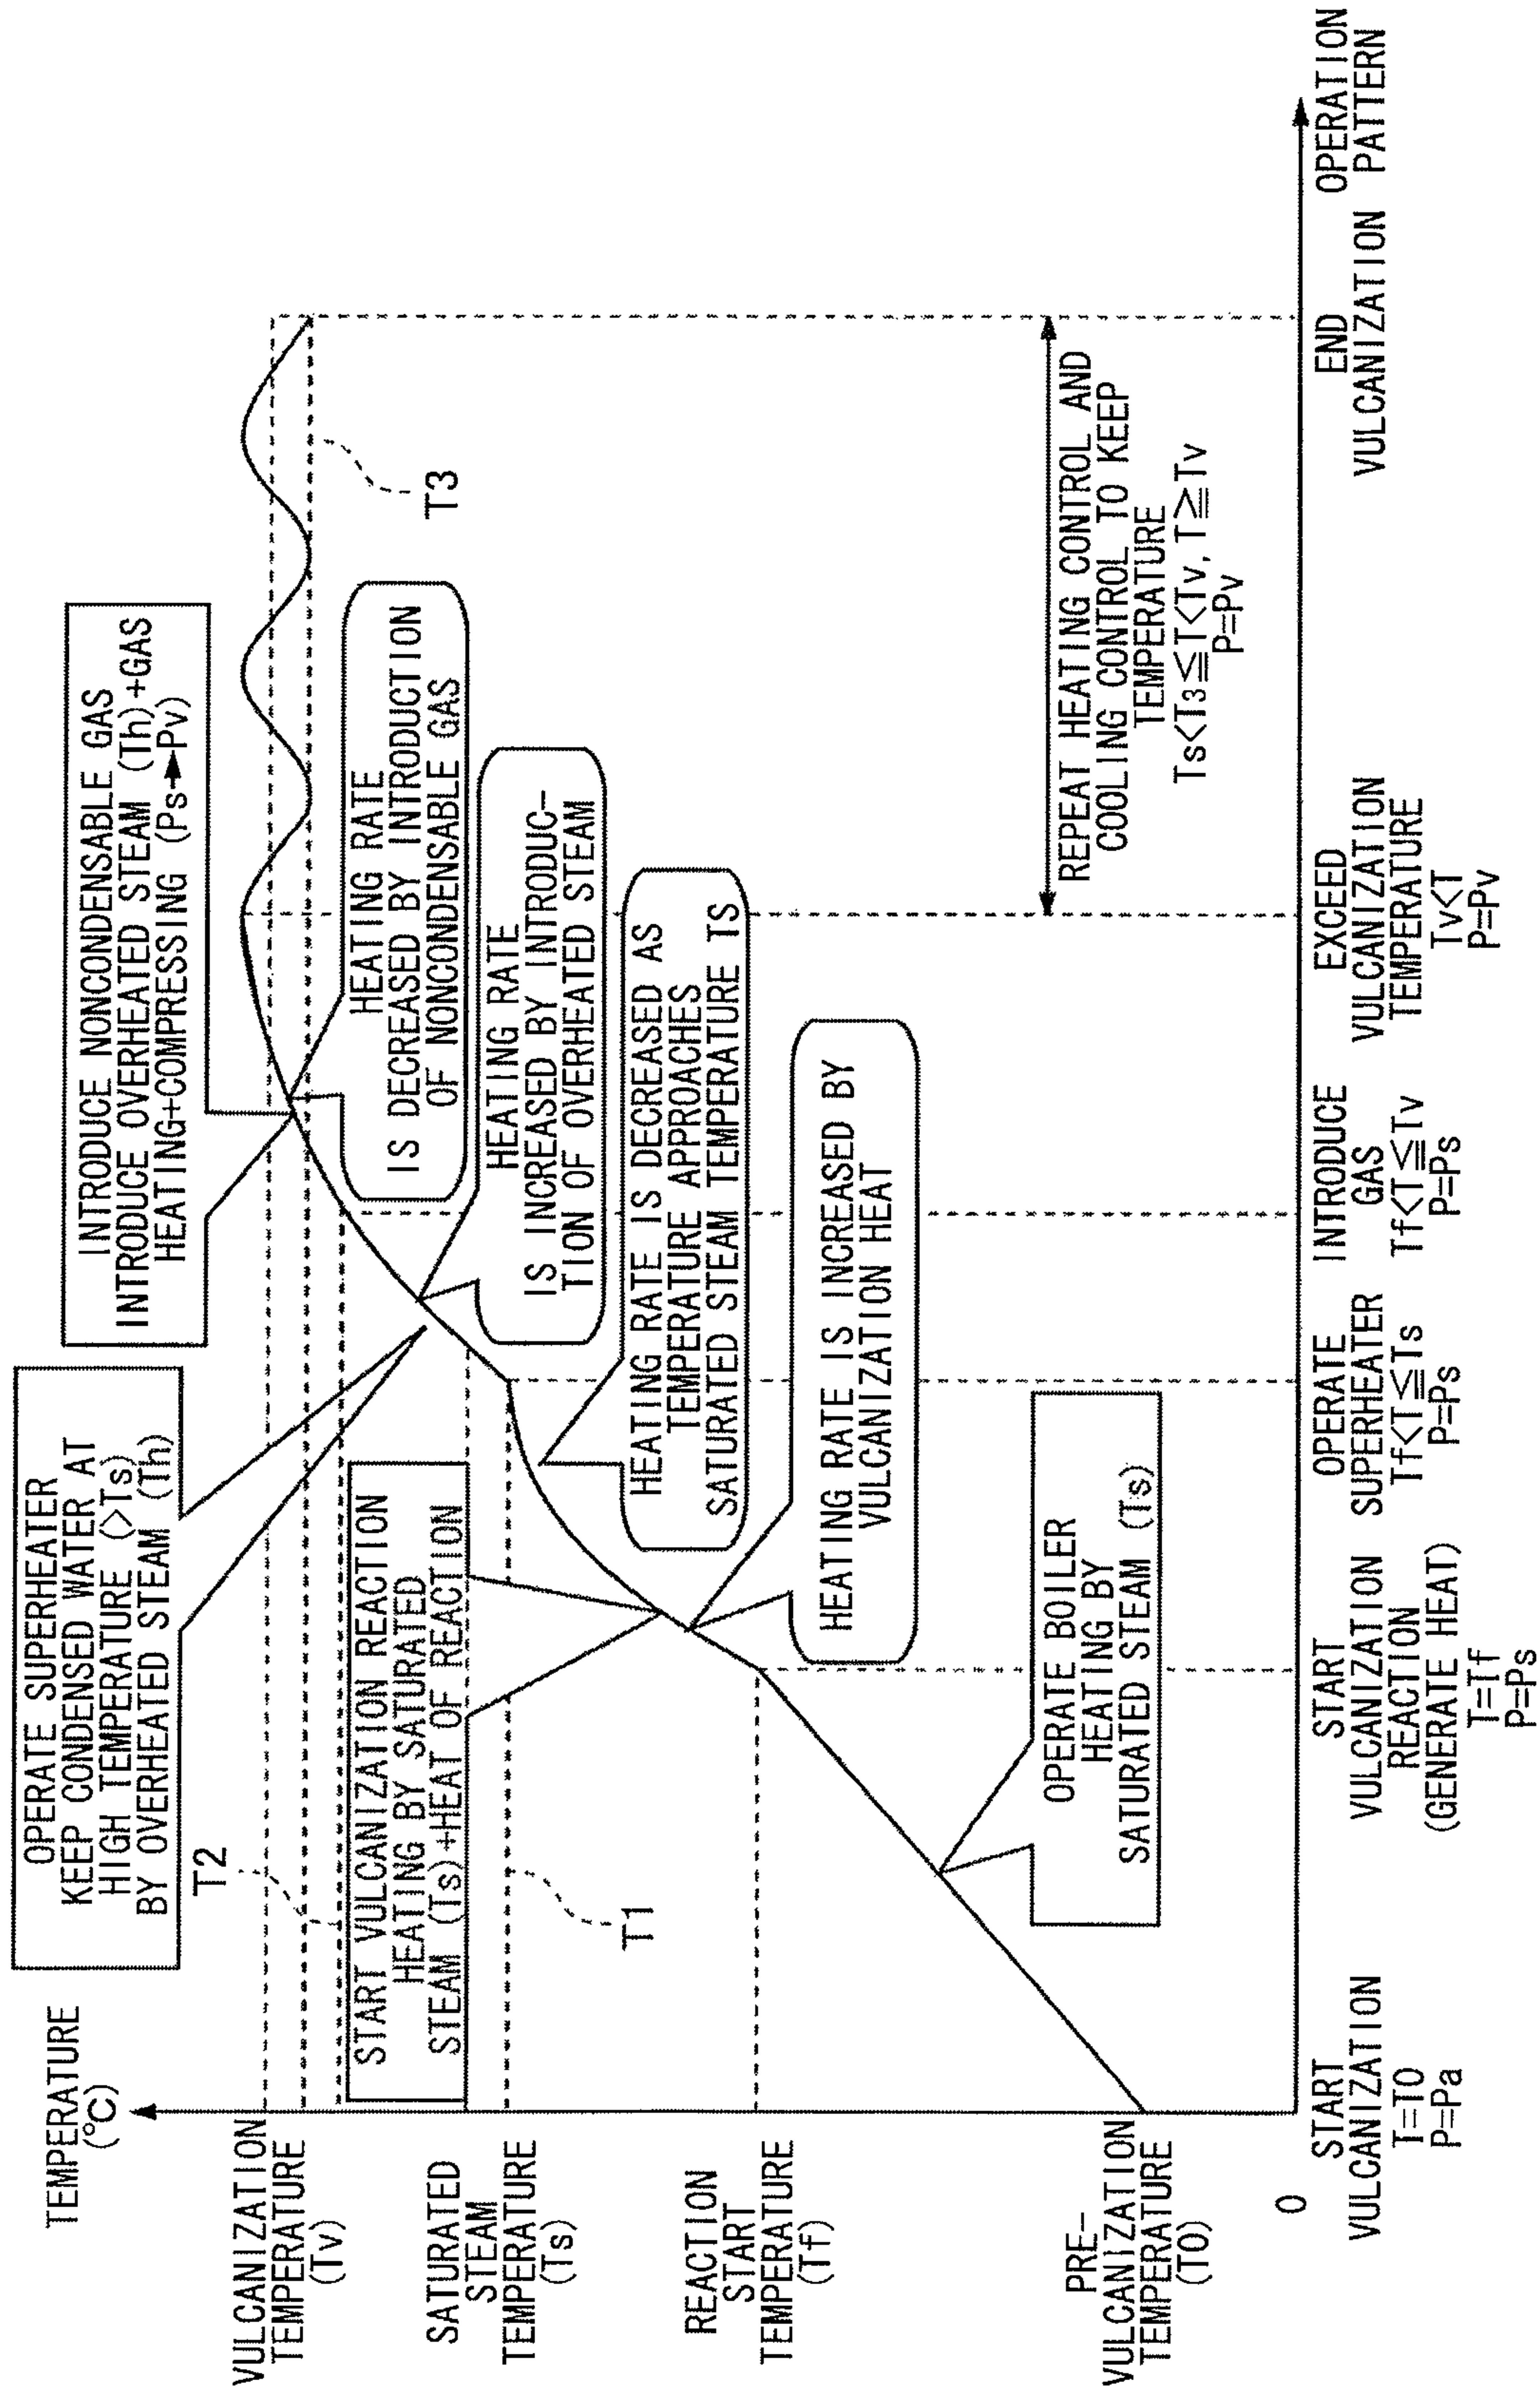 TEMPERATURE
(°C)
VULCANIZATION
TEMPERATURE
(Tv)
SATURATED
STEAM
TEMPERATURE
(Ts)
REACTION
START
TEMPERATURE
(Tf)
PRE-
VULCANIZATION
TEMPERATURE
(T0)
0
OPERATE SUPERHEATER
KEEP CONDENSED WATER AT
HIGH TEMPERATURE (>Ts)
BY OVERHEATED STEAM (Th)
T2
START VULCANIZATION REACTION
HEATING BY SATURATED
STEAM (Ts)+HEAT OF REACTION
T1
INTRODUCE NONCONDENSABLE GAS
INTRODUCE OVERHEATED STEAM (Th)+GAS
HEATING+COMPRESSING (Ps→Pv)
HEATING RATE
IS DECREASED BY INTRODUCTION
OF NONCONDENSABLE GAS
HEATING RATE
IS INCREASED BY INTRODUC-
TION OF OVERHEATED STEAM
HEATING RATE IS DECREASED AS
TEMPERATURE APPROACHES
SATURATED STEAM TEMPERATURE TS
HEATING RATE IS INCREASED BY
VULCANIZATION HEAT
OPERATE BOILER
HEATING BY
SATURATED STEAM (Ts)
T3
REPEAT HEATING CONTROL AND
COOLING CONTROL TO KEEP
TEMPERATURE
Ts<T3≦T<Tv, T≧Tv
P=Pv
START
VULCANIZATION
T=T0
P=Pa
START
VULCANIZATION
REACTION
(GENERATE HEAT)
T=Tf
P=Ps
OPERATE
SUPERHEATER
Tf<T≦Ts
P=Ps
INTRODUCE
GAS
Tf<T≦Tv
P=Ps
EXCEED
VULCANIZATION
TEMPERATURE
Tv<T
P=Pv
END
VULCANIZATION
OPERATION
PATTERN